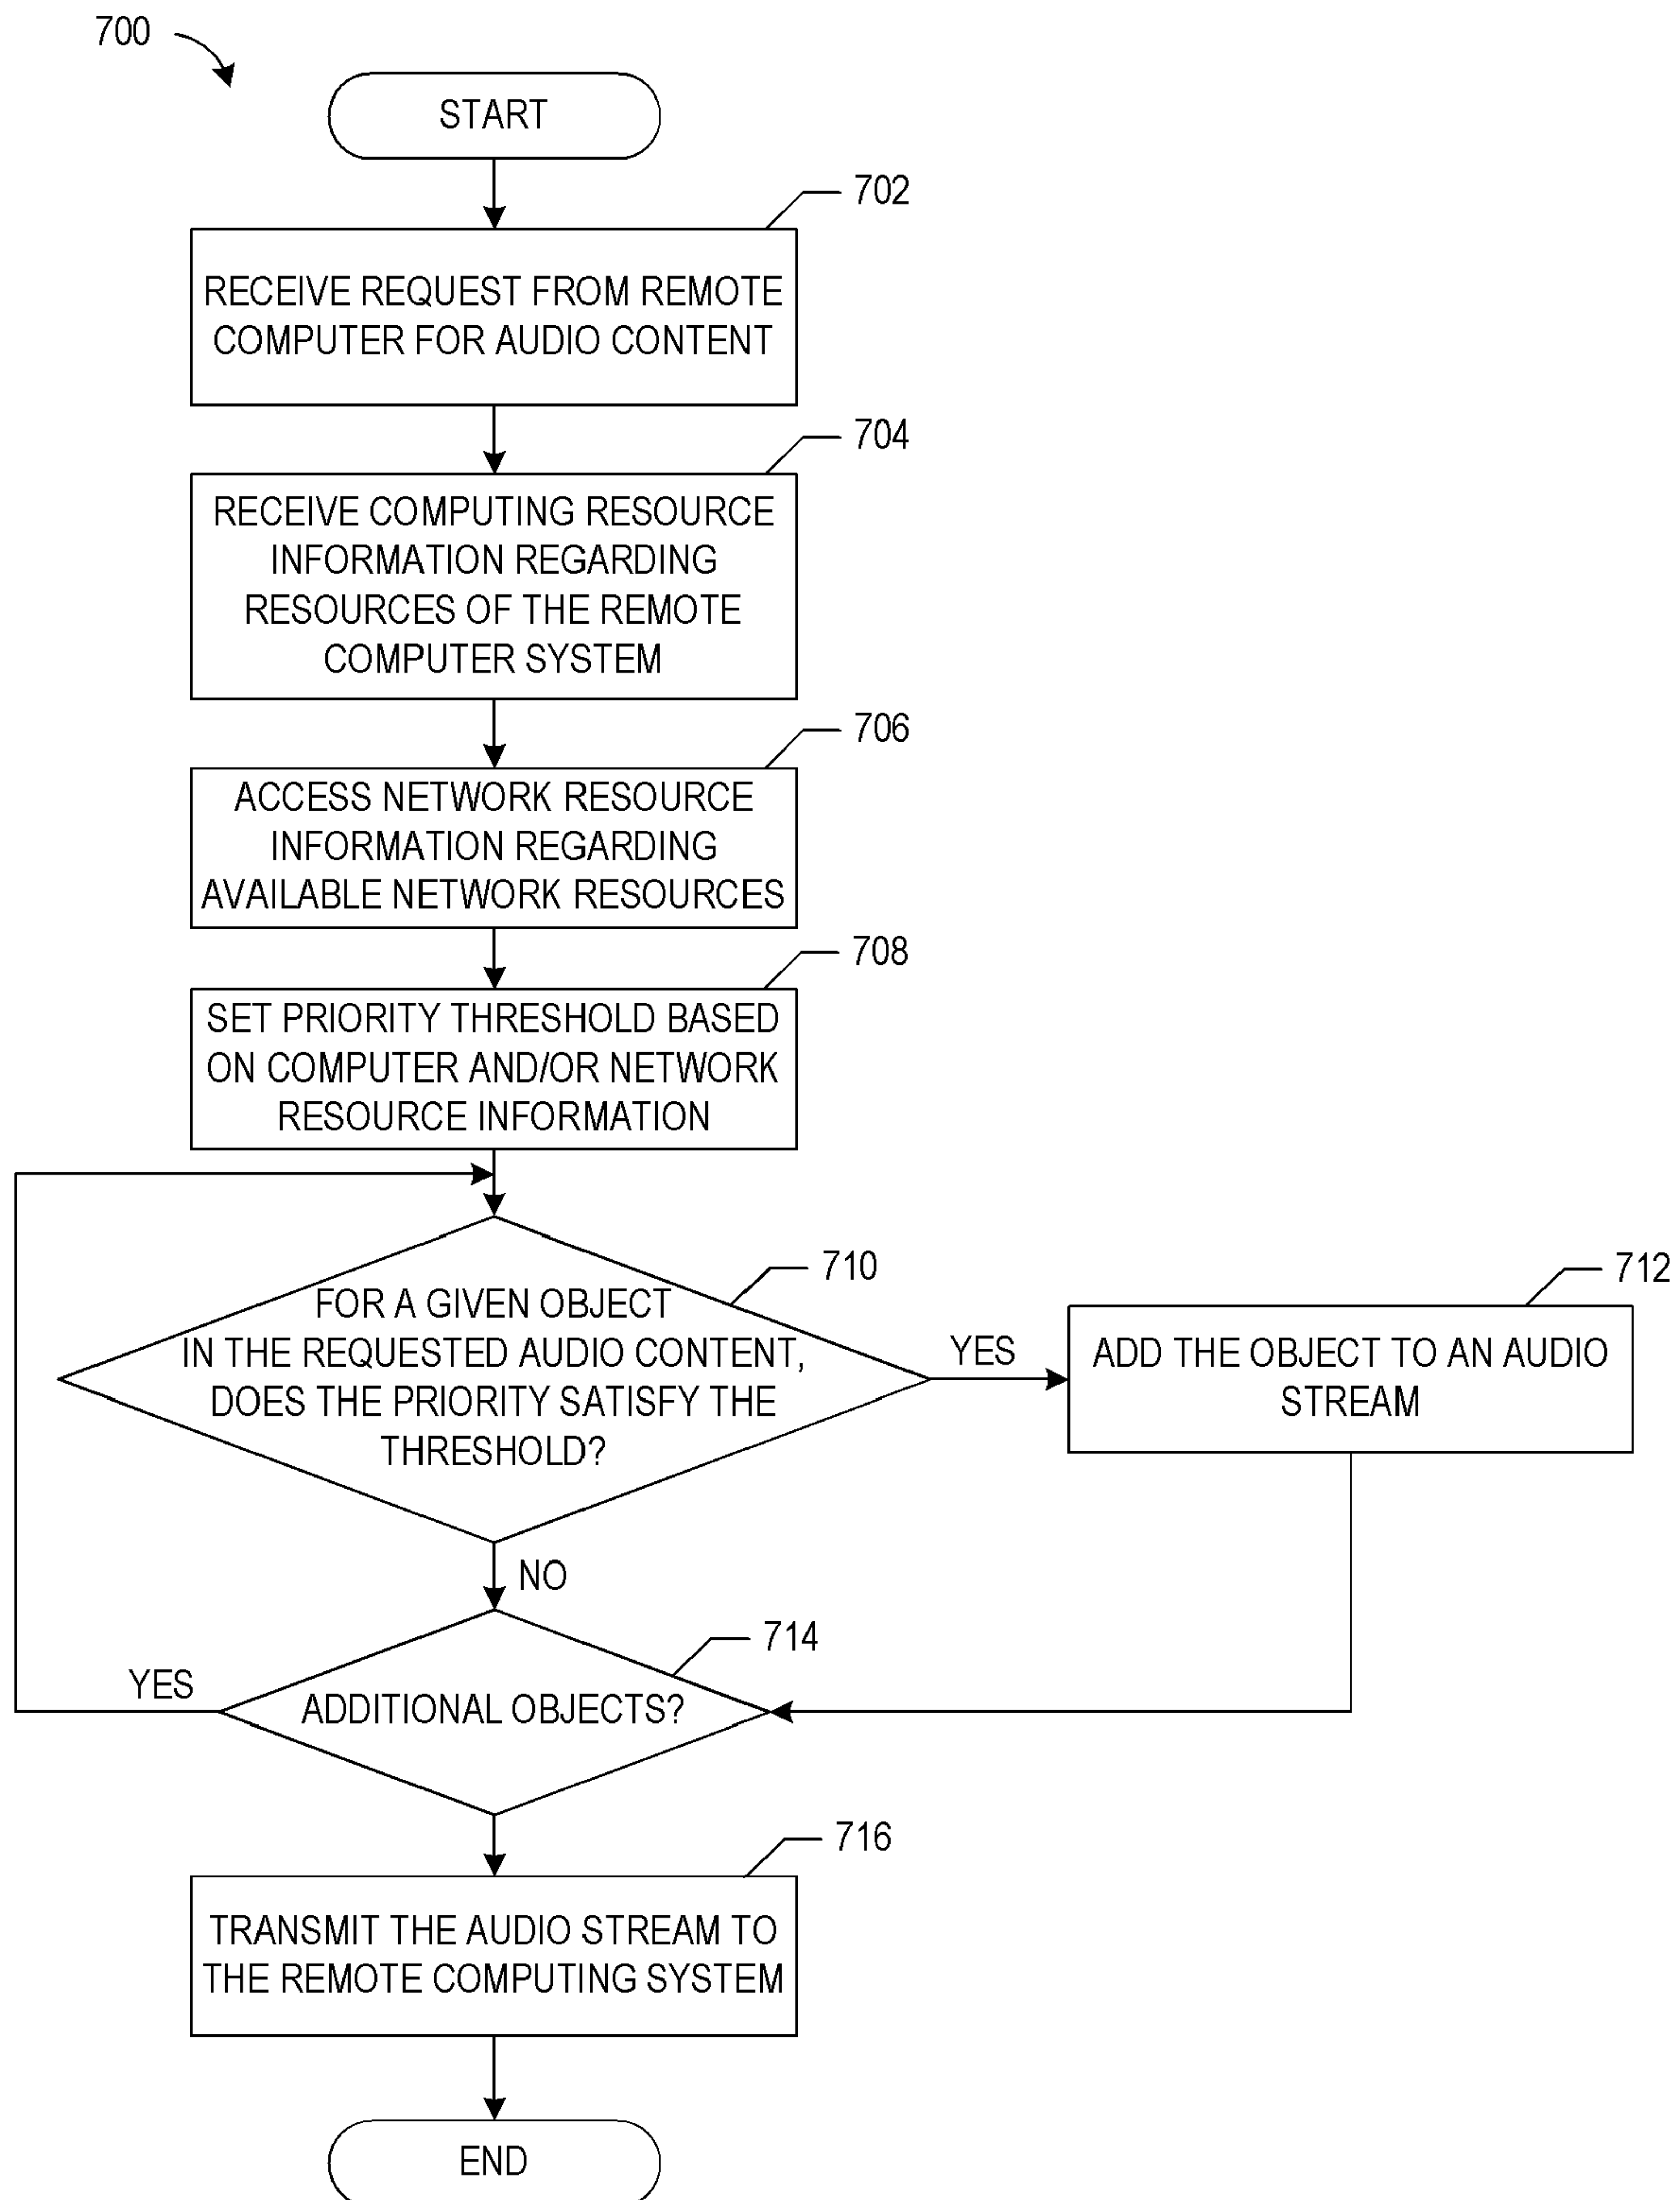 700
START
702
RECEIVE REQUEST FROM REMOTE
COMPUTER FOR AUDIO CONTENT
704
RECEIVE COMPUTING RESOURCE
INFORMATION REGARDING
RESOURCES OF THE REMOTE
COMPUTER SYSTEM
706
ACCESS NETWORK RESOURCE
INFORMATION REGARDING
AVAILABLE NETWORK RESOURCES
708
SET PRIORITY THRESHOLD BASED
ON COMPUTER AND/OR NETWORK
RESOURCE INFORMATION
710
FOR A GIVEN OBJECT
IN THE REQUESTED AUDIO CONTENT,
DOES THE PRIORITY SATISFY THE
THRESHOLD?
YES
712
ADD THE OBJECT TO AN AUDIO
STREAM
NO
714
ADDITIONAL OBJECTS?
YES
716
TRANSMIT THE AUDIO STREAM TO
THE REMOTE COMPUTING SYSTEM
END